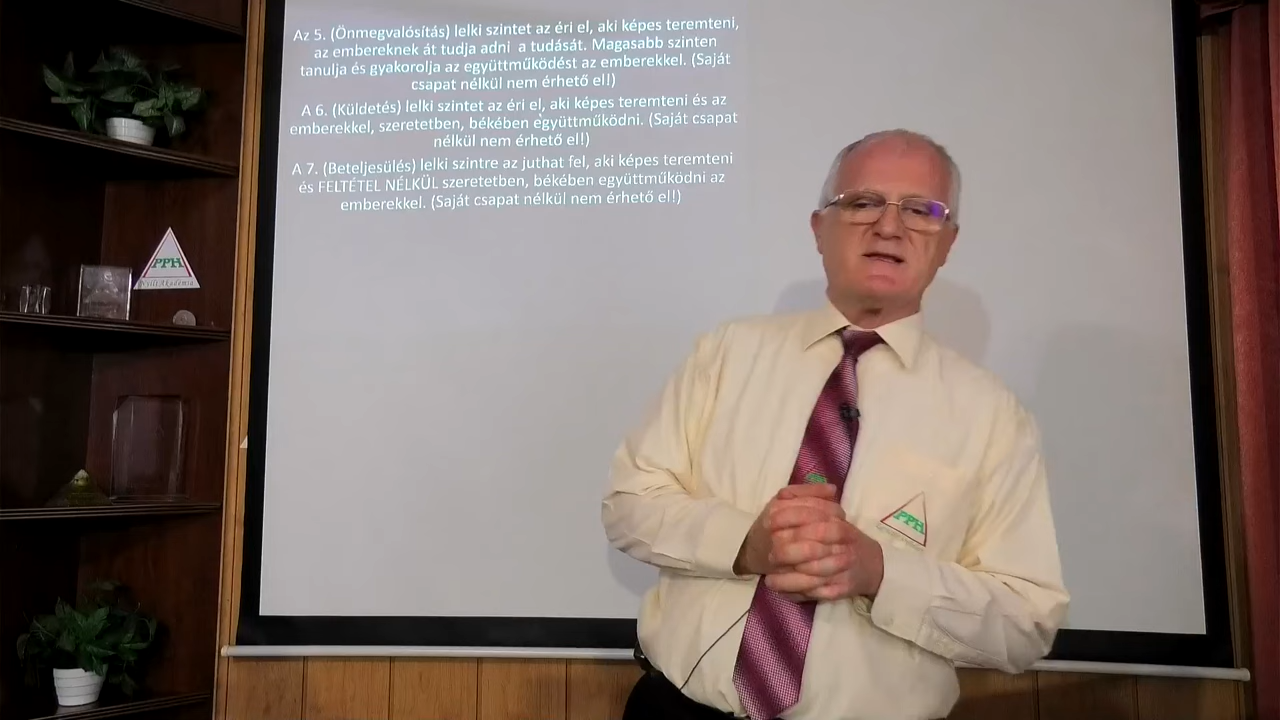 Az 5. (Önmegvalósítás) lelki szintet az éri el, aki képes teremteni,
az embereknek át tudja adni a tudását. Magasabb szinten
tanulja és gyakorolja az együttműködést az emberekkel. (Saját
csapat nélkül nem érhető el!)
A 6. (Küldetés) lelki szintet az éri el, aki képes teremteni és az
emberekkel, szeretetben, békében együttműködni. (Saját csapat
nélkül nem érhető el!)
A 7. (Beteljesülés) lelki szintre az juthat fel, aki képes teremteni
és FELTÉTEL NÉLKÜL szeretetben, békében együttműködni az
emberekkel. (Saját csapat nélkül nem érhető el!)
PPH
Nyílt Akadémia
PPH